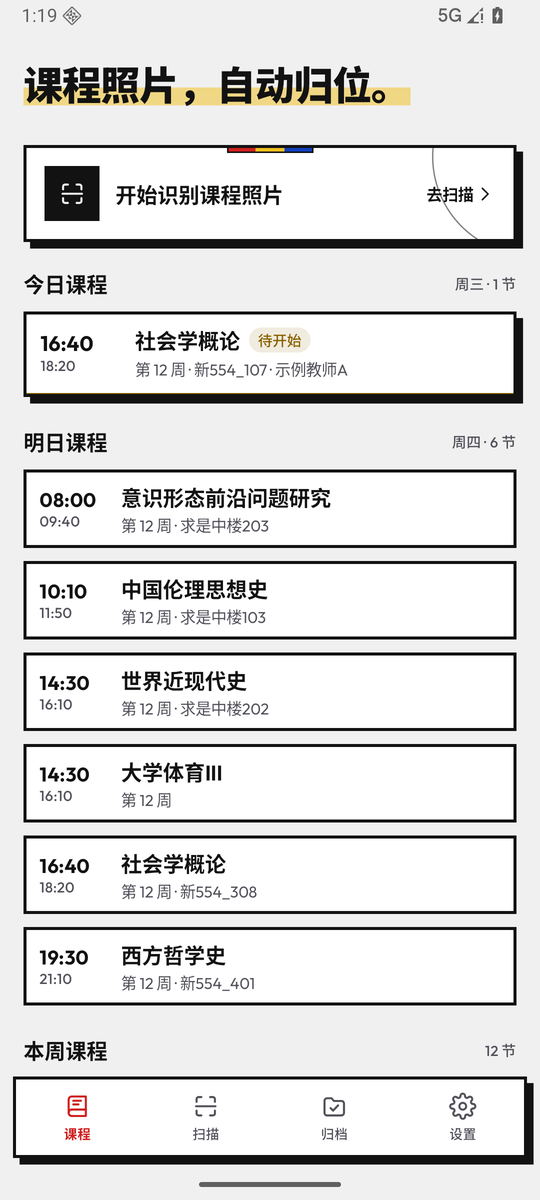 1:19
5G
课程照片，自动归位。
开始识别课程照片
去扫描
今日课程
周三·1 节
16:40
18:20
社会学概论
待开始
第 12 周·新554_107·示例教师A
明日课程
周四·6 节
08:00
09:40
意识形态前沿问题研究
第 12 周·求是中楼203
10:10
11:50
中国伦理思想史
第 12 周·求是中楼103
14:30
16:10
世界近现代史
第 12 周·求是中楼202
14:30
16:10
大学体育III
第 12 周
16:40
18:20
社会学概论
第 12 周·新554_308
19:30
21:10
西方哲学史
第 12 周·新554_401
本周课程
12 节
课程
扫描
归档
设置